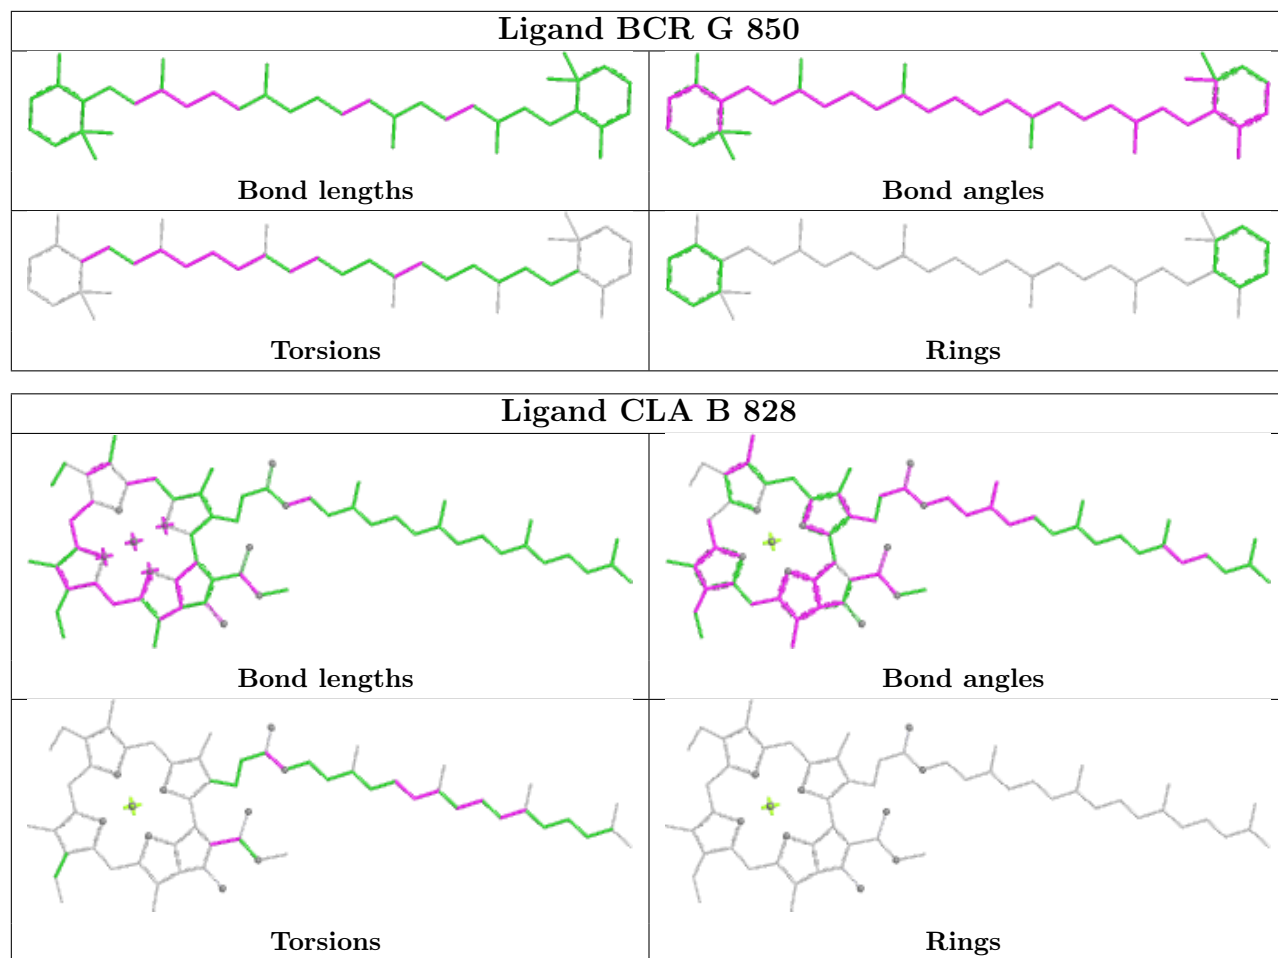 Ligand BCR G 850
Bond lengths
Bond angles
Torsions
Rings
Ligand CLA B 828
Bond lengths
Bond angles
Torsions
Rings